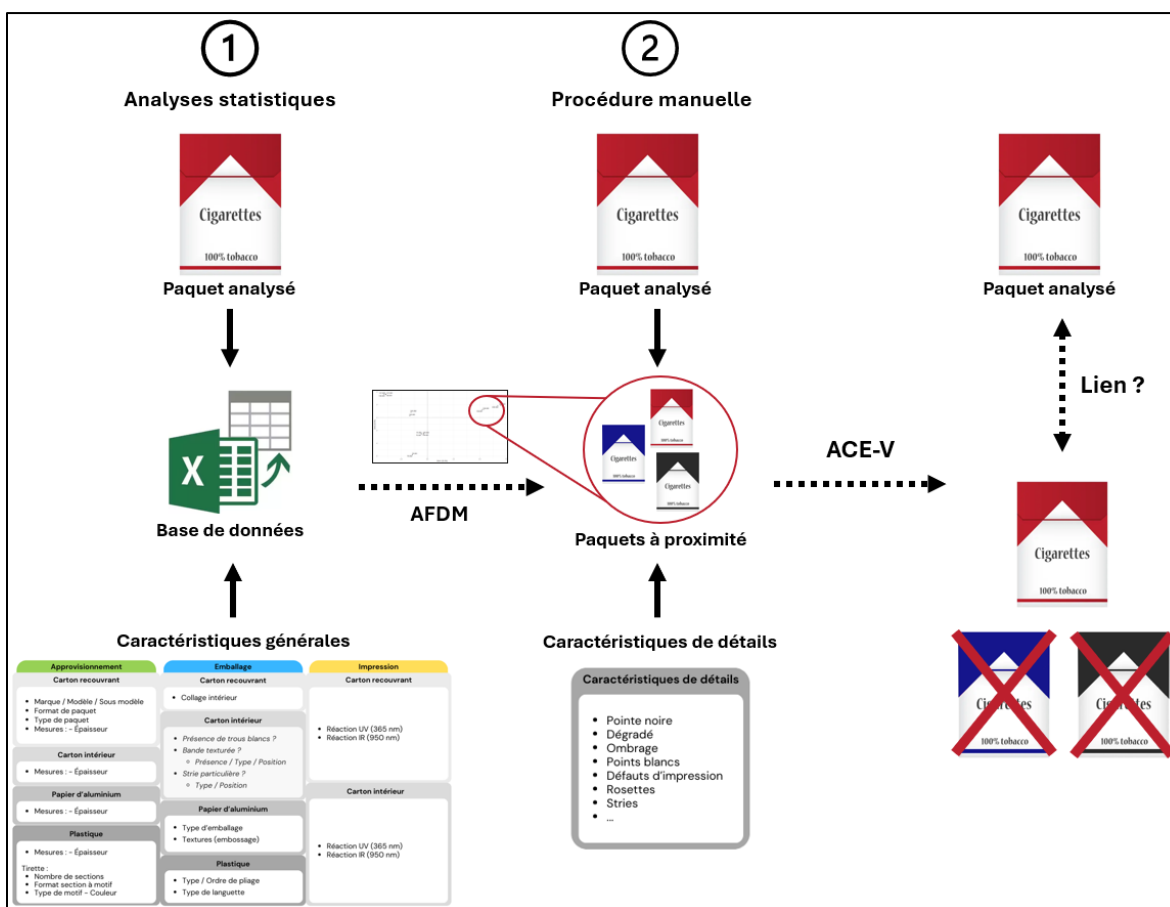 1
2
Analyses statistiques
Procédure manuelle
Cigarettes
100% tobacco
Paquet analysé
Cigarettes
100% tobacco
Paquet analysé
Cigarettes
100% tobacco
Paquet analysé
Lien ?
X
Base de données
AFDM
Cigarettes
Cigarettes
Cigarettes
Paquets à proximité
ACE-V
Cigarettes
100% tobacco
Cigarettes
100% tobacco
Cigarettes
100% tobacco
Caractéristiques générales
Approvisionnement
Carton recouvrant
• Marque / Modèle / Sous modèle
• Format de paquet
• Type de paquet
• Mesures : - Épaisseur
Carton intérieur
• Mesures : - Épaisseur
Papier d'aluminium
• Mesures : - Épaisseur
Plastique
• Mesures : - Épaisseur
Tirette :
• Nombre de sections
• Format section à motif
• Type de motif - Couleur
Emballage
Carton recouvrant
• Collage intérieur
Carton intérieur
• Présence de trous blancs ?
• Bande texturée ?
○ Présence / Type / Position
• Strie particulière ?
○ Type / Position
Papier d'aluminium
• Type d'emballage
• Textures (embossage)
Plastique
• Type / Ordre de pliage
• Type de languette
Impression
Carton recouvrant
• Réaction UV (365 nm)
• Réaction IR (950 nm)
Carton intérieur
• Réaction UV (365 nm)
• Réaction IR (950 nm)
Caractéristiques de détails
Caractéristiques de détails
• Pointe noire
• Dégradé
• Ombrage
• Points blancs
• Défauts d'impression
• Rosettes
• Stries
• ...